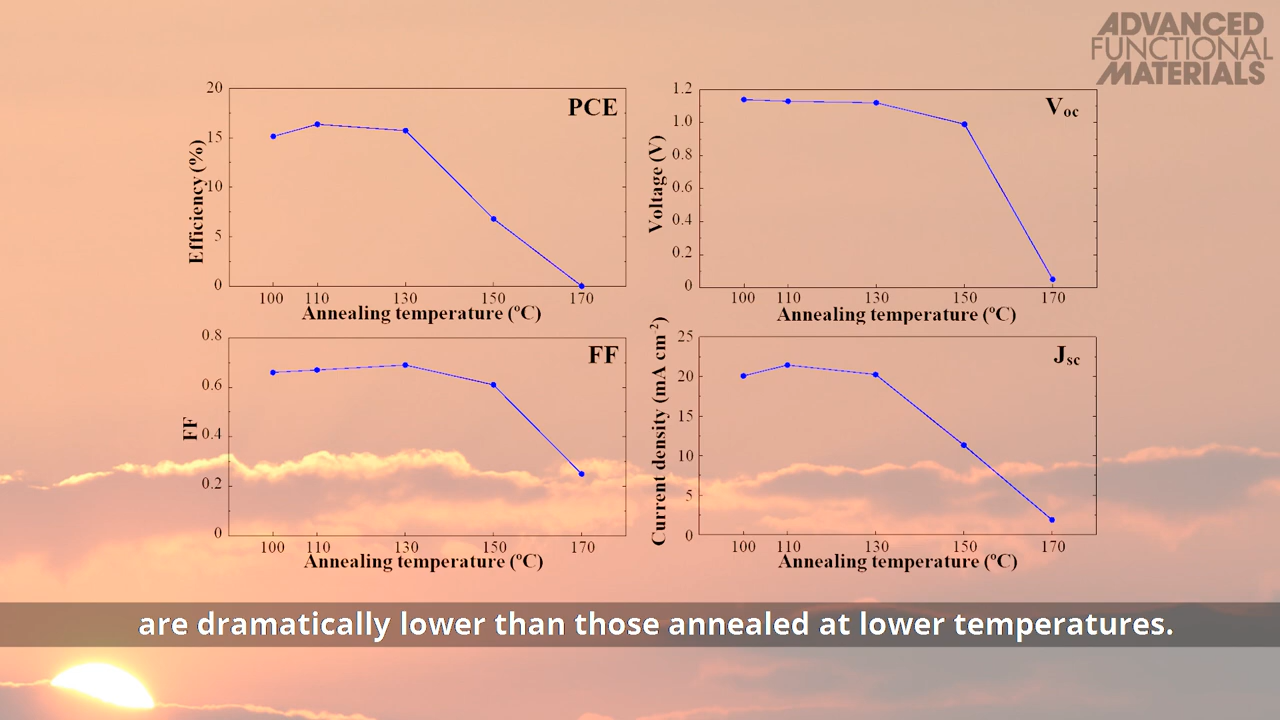 ADVANCED
FUNCTIONAL
MATERIALS
PCE
Efficiency (%)
20
15
10
5
0
100 110 130 150 170
Annealing temperature (ºC)
Voc
Voltage (V)
1.2
1.0
0.8
0.6
0.4
0.2
0
100 110 130 150 170
Annealing temperature (ºC)
FF
FF
0.8
0.6
0.4
0.2
0
100 110 130 150 170
Annealing temperature (ºC)
Jsc
Current density (mA cm-2)
25
20
15
10
5
0
100 110 130 150 170
Annealing temperature (ºC)
are dramatically lower than those annealed at lower temperatures.